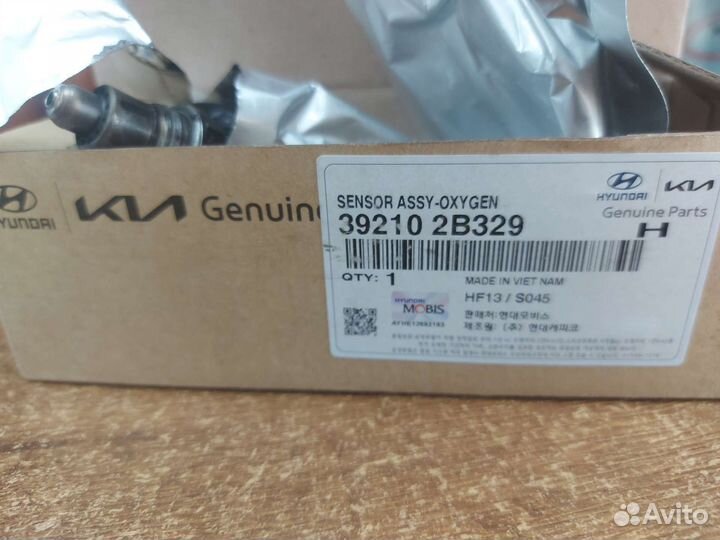 HYUNDAI
KIA Genuine
SENSOR ASSY-OXYGEN
39210 2B329
HYUNDAI KIA
Genuine Parts
H
QTY: 1
MADE IN VIET NAM
HYUNDAI
MOBIS
HF13 / S045
판매처:현대모비스
제조원: (주) 현대케피코
Avito